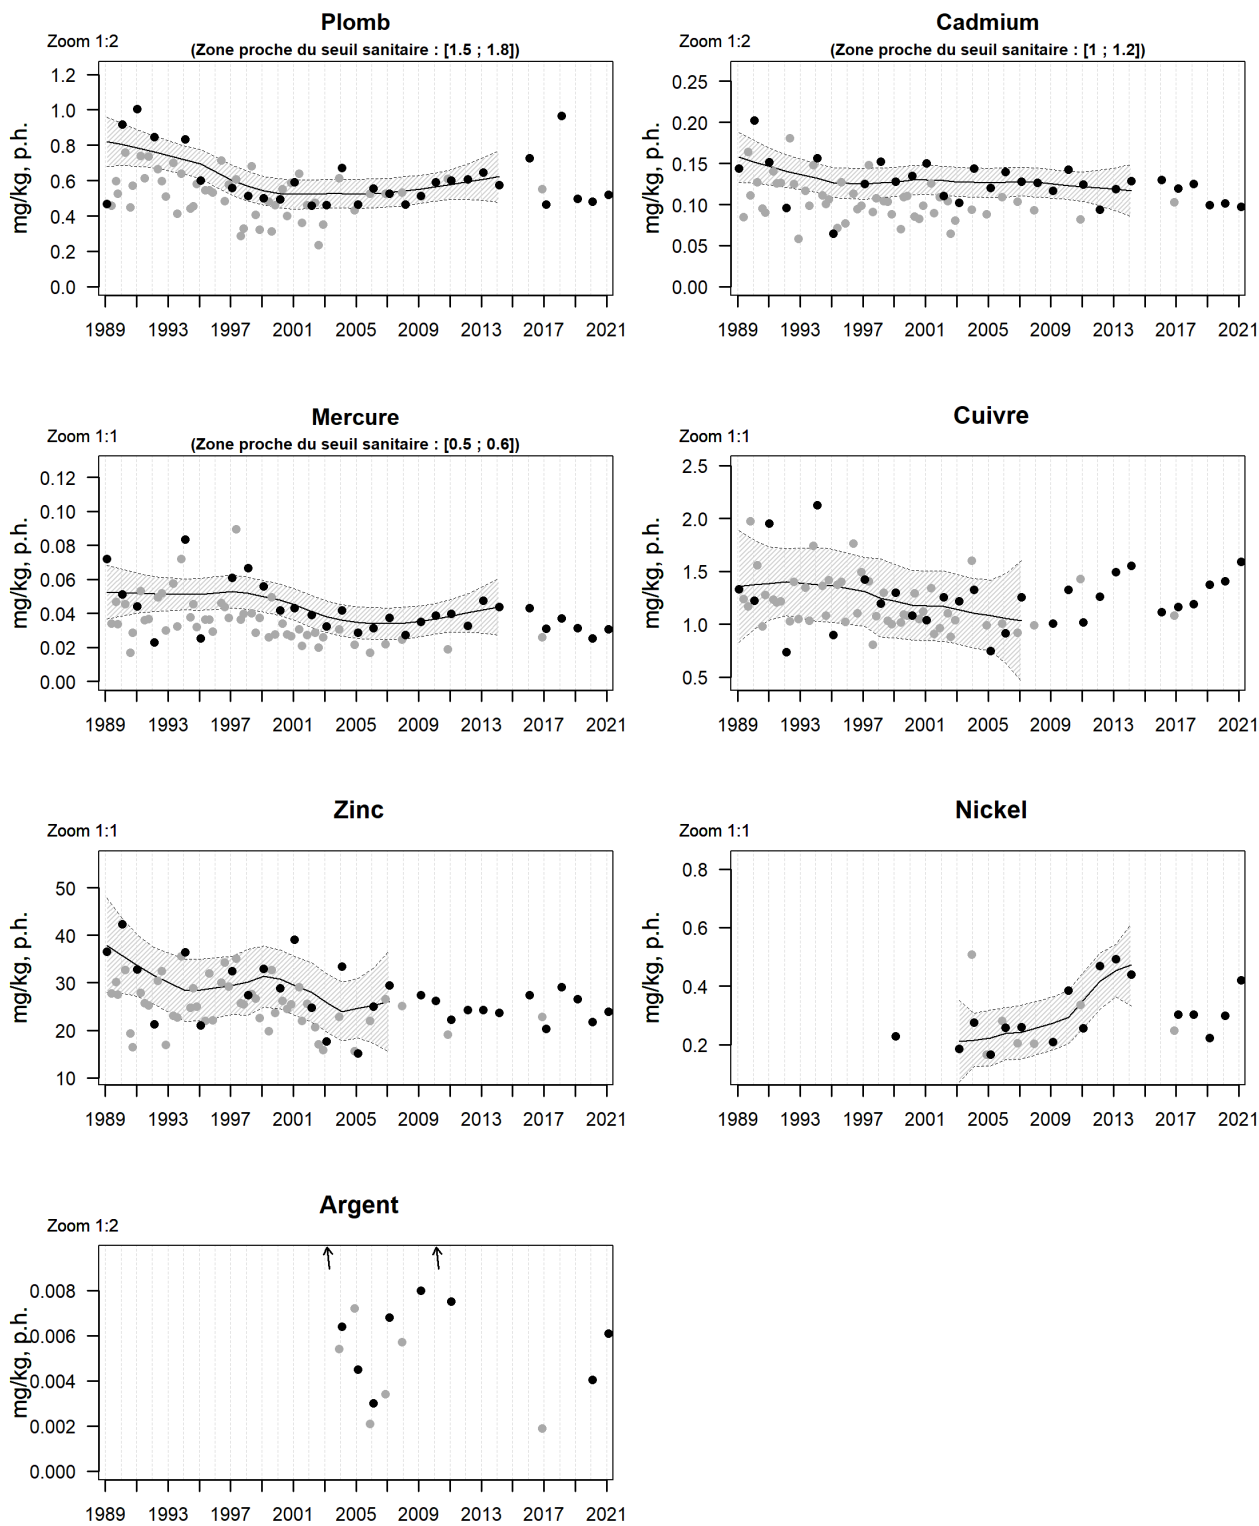 Plomb
Zoom 1:2
(Zone proche du seuil sanitaire : [1.5 ; 1.8])
mg/kg, p.h.
1.2
1.0
0.8
0.6
0.4
0.2
0.0
1989 1993 1997 2001 2005 2009 2013 2017 2021
Cadmium
Zoom 1:2
(Zone proche du seuil sanitaire : [1 ; 1.2])
mg/kg, p.h.
0.25
0.20
0.15
0.10
0.05
0.00
1989 1993 1997 2001 2005 2009 2013 2017 2021
Mercure
Zoom 1:1
(Zone proche du seuil sanitaire : [0.5 ; 0.6])
mg/kg, p.h.
0.12
0.10
0.08
0.06
0.04
0.02
0.00
1989 1993 1997 2001 2005 2009 2013 2017 2021
Cuivre
Zoom 1:1
mg/kg, p.h.
2.5
2.0
1.5
1.0
0.5
1989 1993 1997 2001 2005 2009 2013 2017 2021
Zinc
Zoom 1:1
mg/kg, p.h.
50
40
30
20
10
1989 1993 1997 2001 2005 2009 2013 2017 2021
Nickel
Zoom 1:1
mg/kg, p.h.
0.8
0.6
0.4
0.2
1989 1993 1997 2001 2005 2009 2013 2017 2021
Argent
Zoom 1:2
mg/kg, p.h.
0.008
0.006
0.004
0.002
0.000
1989 1993 1997 2001 2005 2009 2013 2017 2021